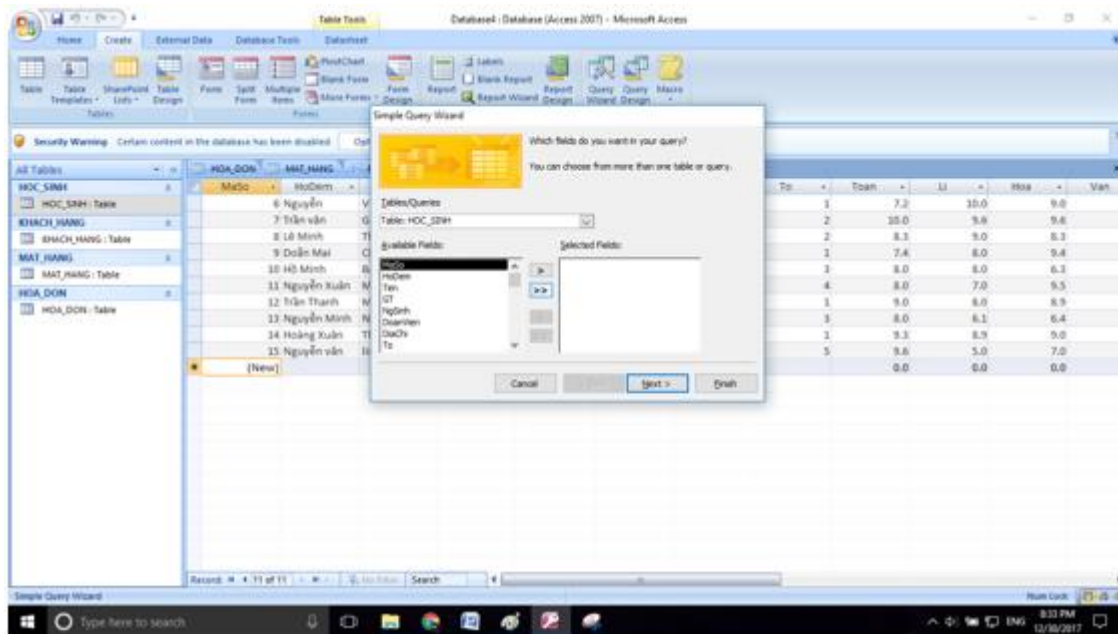 Table Tools
Database4 : Database (Access 2007) - Microsoft Access
Home Create External Data Database Tools Datasheet
Table
Table Templates
SharePoint Lists
Table Design
Tables
Form
Split Form
Multiple Items
PivotChart
Blank Form
More Forms
Form Design
Forms
Report
Labels
Blank Report
Report Wizard
Report Design
Query Wizard
Query Design
Macro
Security Warning Certain content in the database has been disabled
All Tables
HOC_SINH
HOC_SINH : Table
KHACH_HANG
KHACH_HANG : Table
MAT_HANG
MAT_HANG : Table
HOA_DON
HOA_DON : Table
HOA_DON MAT_HANG
MaSo HoDem To Toan Li Hoa Van
6 Nguyễn V 1 7.2 10.0 9.0
7 Trần văn G 2 10.0 9.6 9.6
8 Lê Minh 2 8.3 9.0 8.3
9 Doãn Mai 1 7.4 8.0 9.4
10 Hồ Minh 3 8.0 8.0 6.3
11 Nguyễn Xuân 4 8.0 7.0 9.5
12 Trần Thanh 1 9.0 8.0 8.9
13 Nguyễn Minh 3 8.0 6.1 6.4
14 Hoàng Xuân 1 9.3 8.9 9.0
15 Nguyễn văn 5 9.6 5.0 7.0
(New) 0.0 0.0 0.0
Simple Query Wizard
Which fields do you want in your query?
You can choose from more than one table or query.
Tables/Queries
Table: HOC_SINH
Available Fields: Selected Fields:
MaSo
HoDem
Ten
GT
NgSinh
DoanVien
DiaChi
To
> >>
Cancel Next > Finish
Record: 11 of 11 No Filter Search
Simple Query Wizard Num Lock
Type here to search
ENG
8:33 PM
12/30/2017